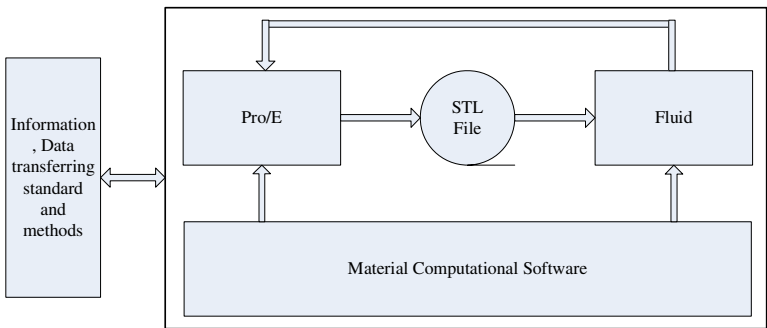 Information
, Data
transferring
standard
and
methods
Pro/E
STL
File
Fluid
Material Computational Software